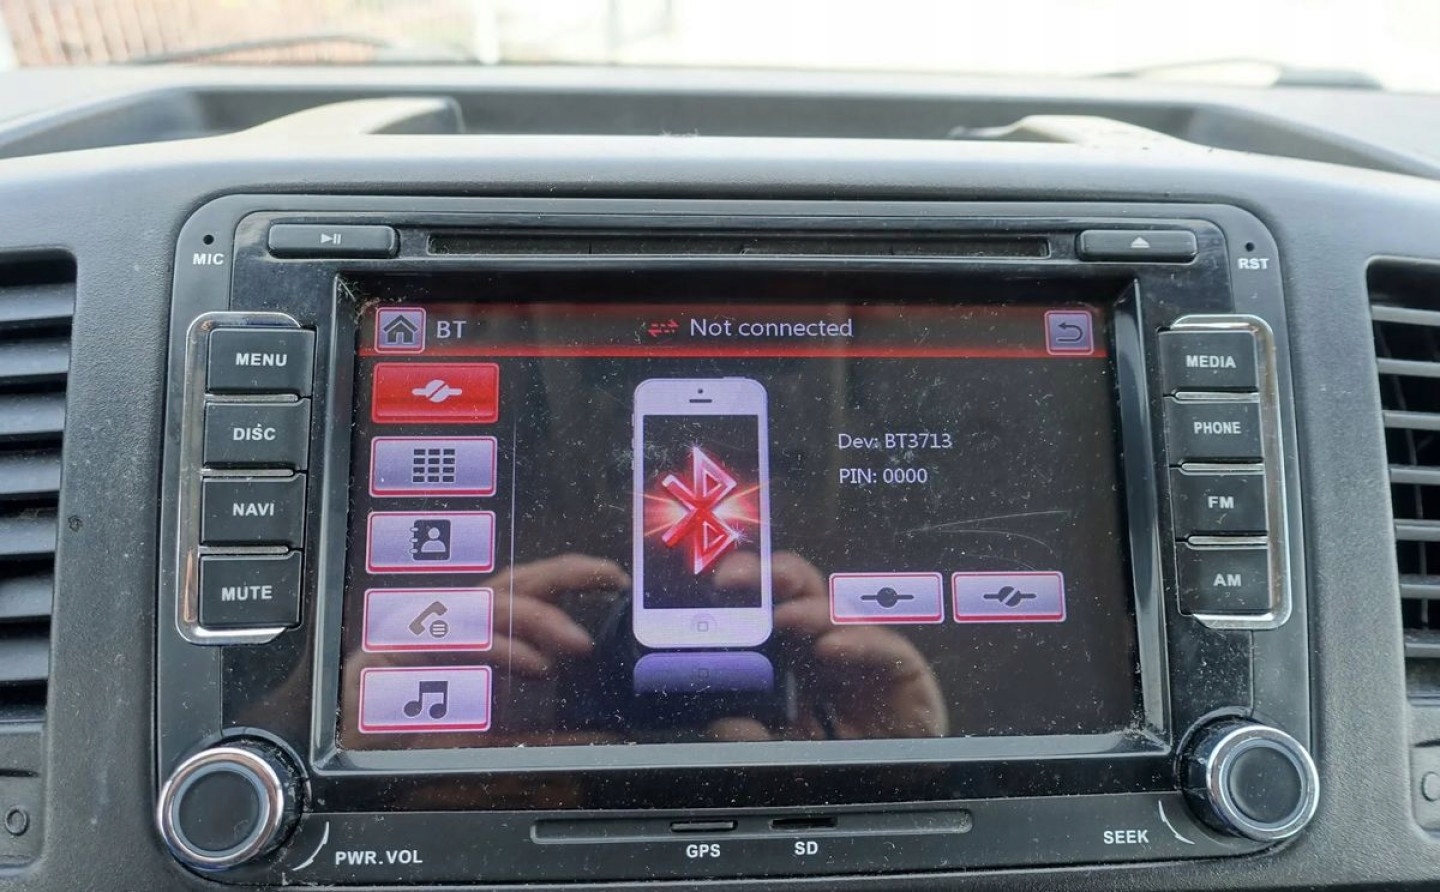 MIC
RST
BT
Not connected
MENU
DISC
NAVI
MUTE
Dev: BT3713
PIN: 0000
MEDIA
PHONE
FM
AM
PWR.VOL
GPS
SD
SEEK